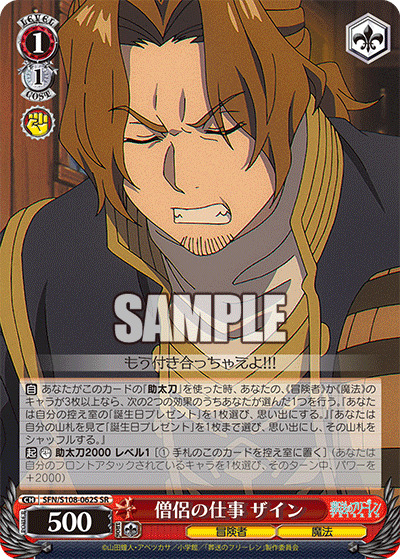 LEVEL
1
1
COST
SAMPLE
もう付き合っちゃえよ!!!
自 あなたがこのカードの「助太刀」を使った時、あなたの、《冒険者》か《魔法》の
キャラが3枚以上なら、次の2つの効果のうちあなたが選んだ1つを行う。『あなた
は自分の控え室の「誕生日プレゼント」を1枚選び、思い出にする。』『あなたは
自分の山札を見て「誕生日プレゼント」を1枚まで選び、思い出にし、その山札を
シャッフルする。』
起 助太刀2000 レベル1 [① 手札のこのカードを控え室に置く] あなた
は自分のフロントアタックされているキャラを1枚選び、そのターン中、パワーを
+2000。
CH SFN/S108-062S SR
500
僧侶の仕事 ザイン
葬送のフリーレン
冒険者
魔法
©山田鐘人・アベツカサ/小学館/「葬送のフリーレン」製作委員会